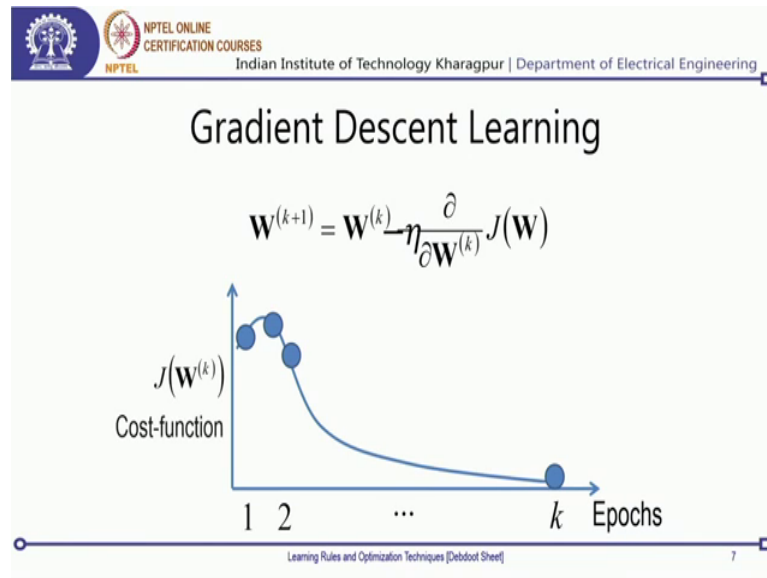 NPTEL ONLINE
CERTIFICATION COURSES
NPTEL
Indian Institute of Technology Kharagpur | Department of Electrical Engineering
Gradient Descent Learning
W^(k+1) = W^(k) − η ∂/∂W^(k) J(W)
J(W^(k))
Cost-function
1 2 ... k Epochs
Learning Rules and Optimization Techniques [Debdoot Sheet]
7